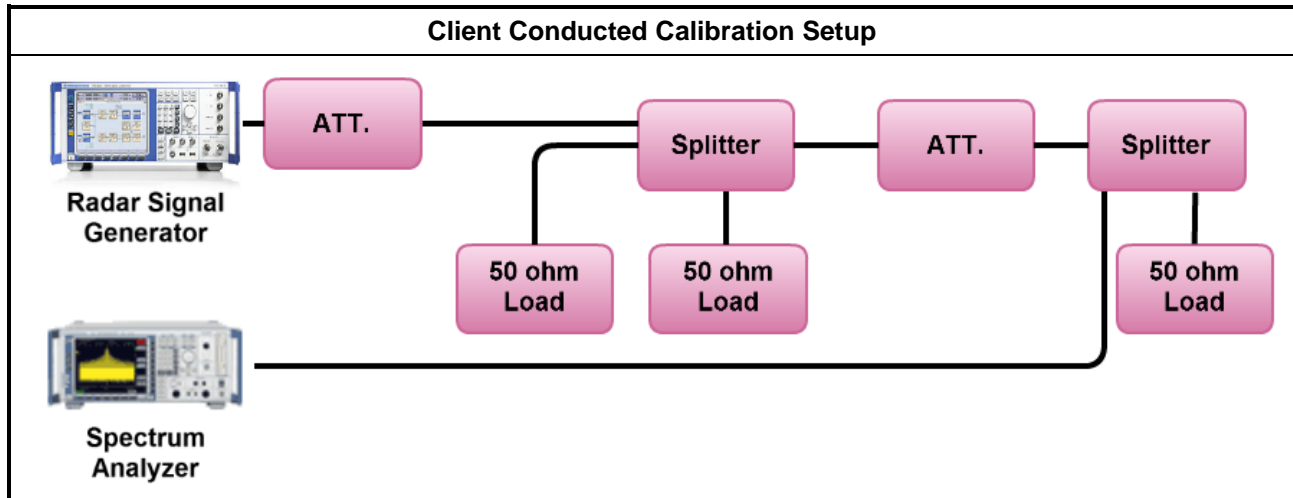 Client Conducted Calibration Setup
ATT.
Splitter
ATT.
Splitter
Radar Signal
Generator
50 ohm
Load
50 ohm
Load
50 ohm
Load
Spectrum
Analyzer